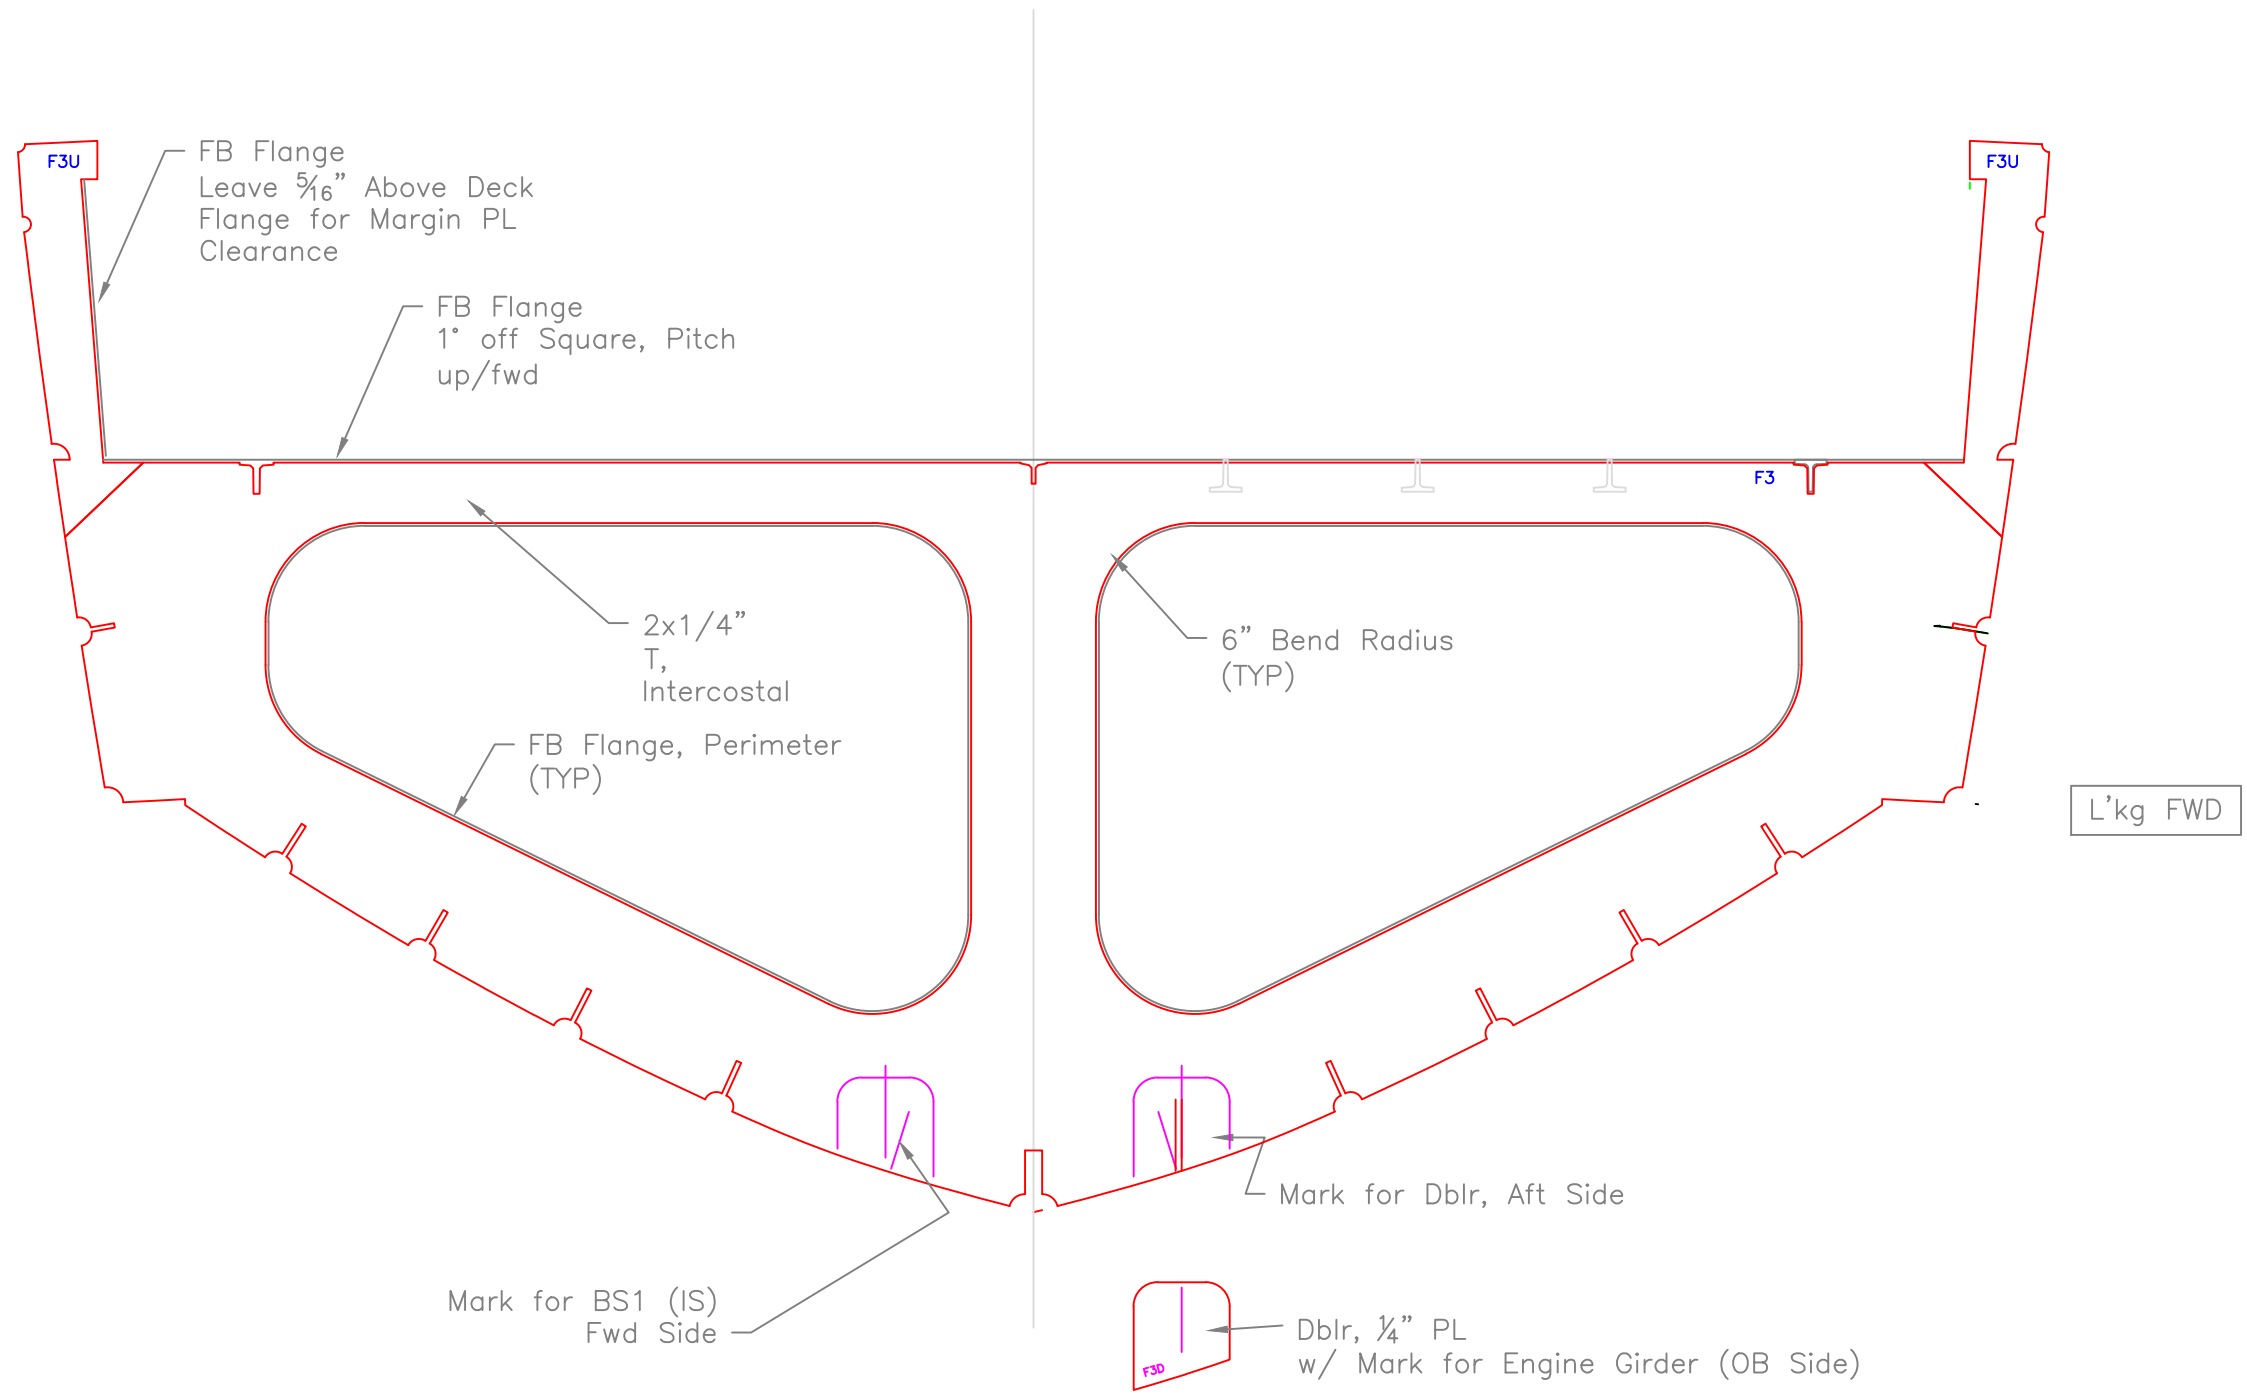 FB Flange
Leave 5/16” Above Deck
Flange for Margin PL
Clearance
F3U
F3U
FB Flange
1° off Square, Pitch
up/fwd
F3
2x1/4”
T,
Intercostal
6” Bend Radius
(TYP)
FB Flange, Perimeter
(TYP)
L’kg FWD
Mark for Dblr, Aft Side
Mark for BS1 (IS)
Fwd Side
Dblr, 1/4” PL
w/ Mark for Engine Girder (OB Side)
F3D